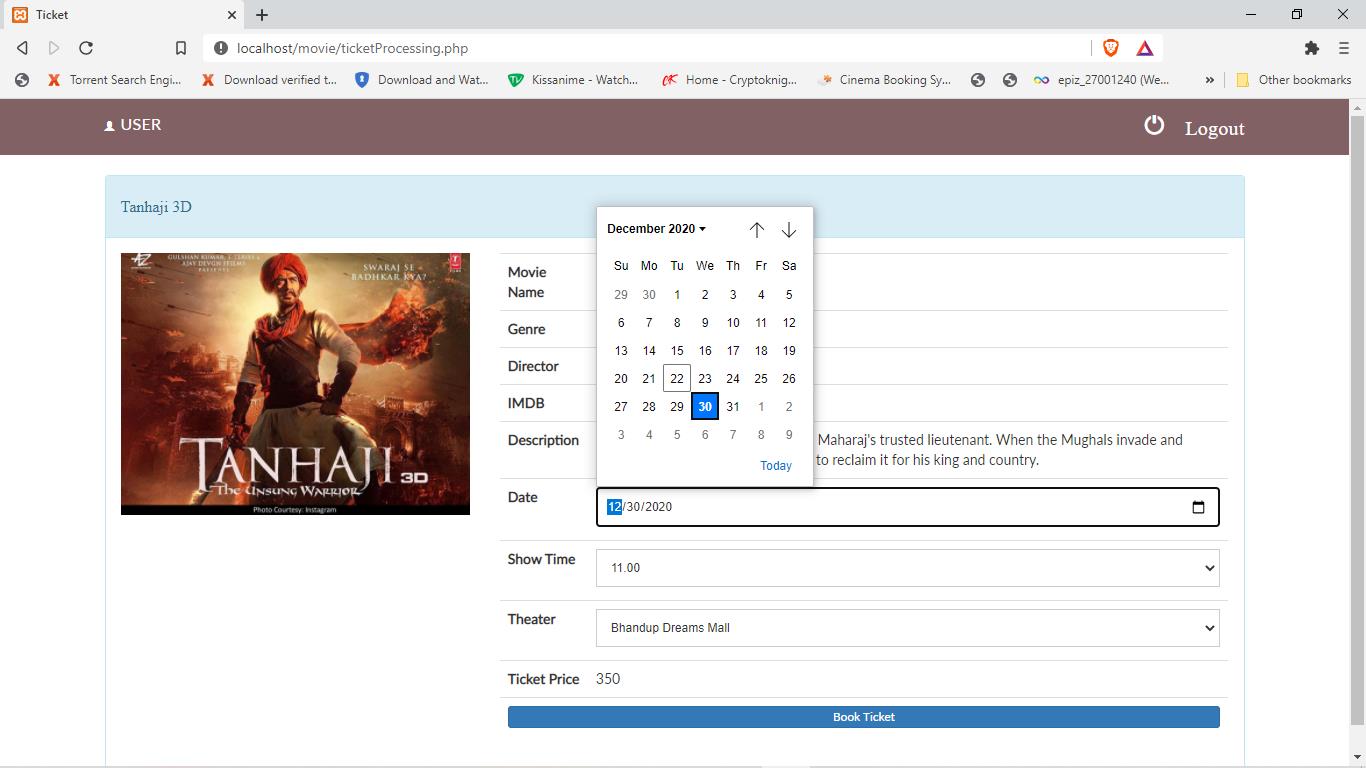 Ticket
localhost/movie/ticketProcessing.php
Torrent Search Engi... Download verified t... Download and Wat... Kissanime - Watch... Home - Cryptoknig... Cinema Booking Sy... epiz_27001240 (We... » Other bookmarks
USER Logout
Tanhaji 3D
GULSHAN KUMAR, T-SERIES &
AJAY DEVGN FFILMS
PRESENTS
SWARAJ SE
BADHKAR KYA?
TANHAJI 3D
The UNSUNG WARRIOR
Photo Courtesy: Instagram
December 2020
Su Mo Tu We Th Fr Sa
29 30 1 2 3 4 5
6 7 8 9 10 11 12
13 14 15 16 17 18 19
20 21 22 23 24 25 26
27 28 29 30 31 1 2
3 4 5 6 7 8 9
Today
Movie
Name
Genre
Director
IMDB
Description Maharaj's trusted lieutenant. When the Mughals invade and
to reclaim it for his king and country.
Date 12/30/2020
Show Time 11.00
Theater Bhandup Dreams Mall
Ticket Price 350
Book Ticket